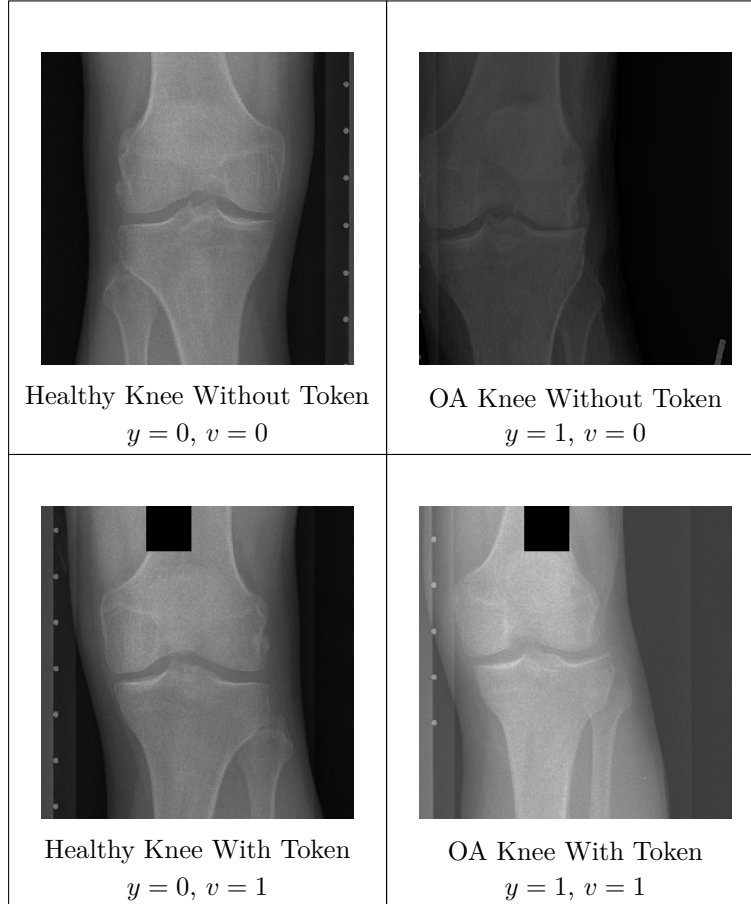 Healthy Knee Without Token
y = 0, v = 0
OA Knee Without Token
y = 1, v = 0
Healthy Knee With Token
y = 0, v = 1
OA Knee With Token
y = 1, v = 1